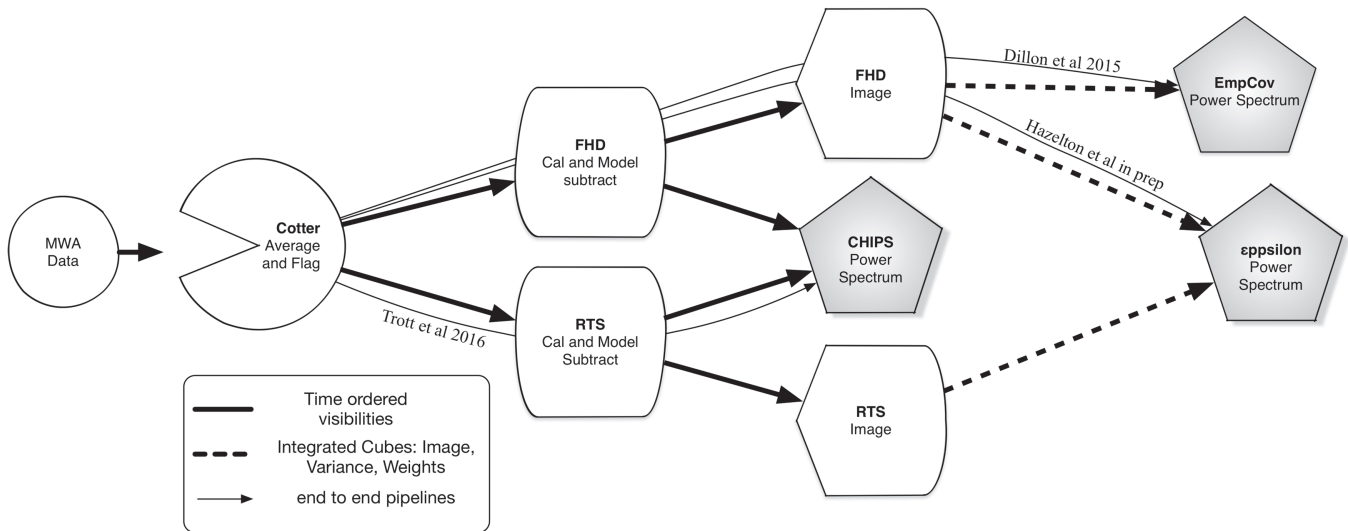 MWA
Data
Cotter
Average
and Flag
FHD
Cal and Model
subtract
RTS
Cal and Model
Subtract
Trott et al 2016
FHD
Image
CHIPS
Power
Spectrum
RTS
Image
Dillon et al 2015
Hazelton et al in prep
EmpCov
Power Spectrum
εppsilon
Power
Spectrum
Time ordered
visibilities
Integrated Cubes: Image,
Variance, Weights
end to end pipelines